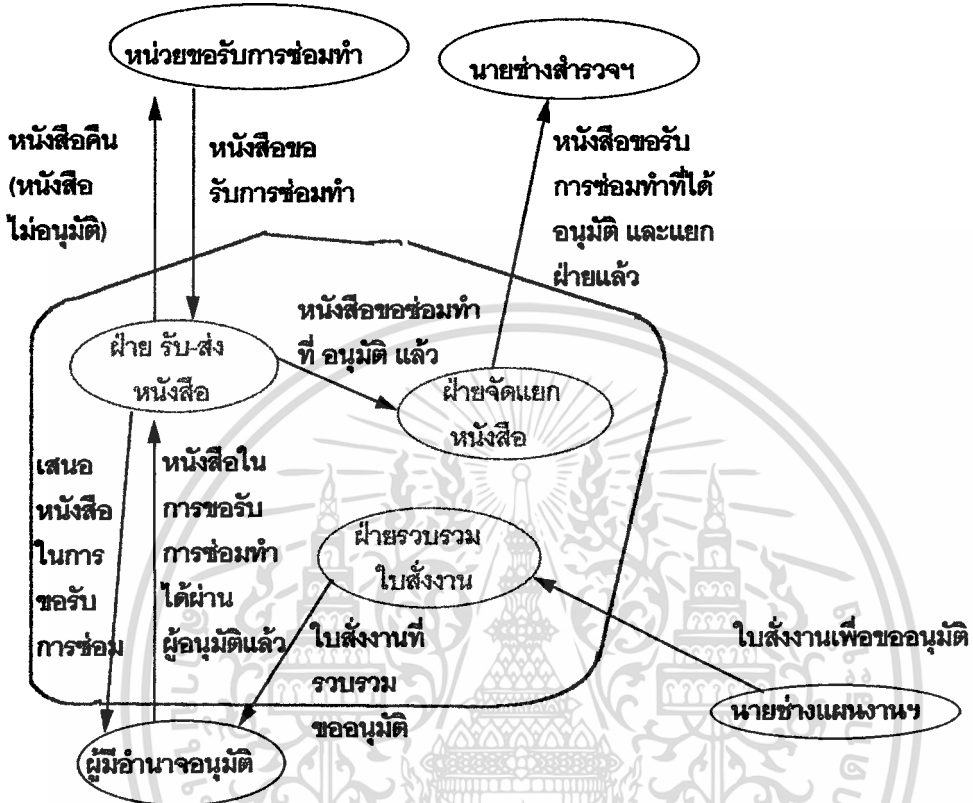 หน่วยขอรับการซ่อมทำ
นายช่างสำรวจฯ
หนังสือคืน
(หนังสือ
ไม่อนุมัติ)
หนังสือขอ
รับการซ่อมทำ
หนังสือขอรับ
การซ่อมทำที่ได้
อนุมัติ และแยก
ฝ่ายแล้ว
หนังสือขอซ่อมทำ
ที่ อนุมัติ แล้ว
ฝ่าย รับ-ส่ง
หนังสือ
ฝ่ายจัดแยก
หนังสือ
เสนอ
หนังสือ
ในการ
ขอรับ
การซ่อม
หนังสือใน
การขอรับ
การซ่อมทำ
ได้ผ่าน
ผู้อนุมัติแล้ว
ฝ่ายรวบรวม
ใบสั่งงาน
ใบสั่งงานที่
รวบรวม
ขออนุมัติ
ใบสั่งงานเพื่อขออนุมัติ
นายช่างแผนงานฯ
ผู้มีอำนาจอนุมัติ